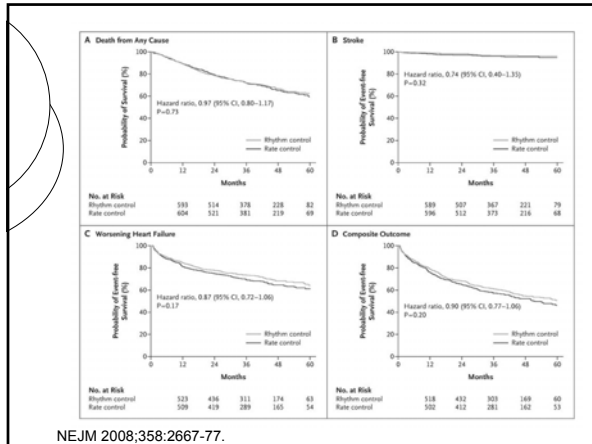 A Death from Any Cause
Probability of Survival (%)
100
80
60
40
20
0
Hazard ratio, 0.97 (95% CI, 0.80–1.17)
P=0.73
Rhythm control
Rate control
0 12 24 36 48 60
Months
No. at Risk
Rhythm control 593 514 378 228 82
Rate control 604 521 381 219 69
B Stroke
Probability of Event-free
Survival (%)
100
80
60
40
20
0
Hazard ratio, 0.74 (95% CI, 0.40–1.35)
P=0.32
Rhythm control
Rate control
0 12 24 36 48 60
Months
No. at Risk
Rhythm control 589 507 367 221 79
Rate control 596 512 373 216 68
C Worsening Heart Failure
Probability of Event-free
Survival (%)
100
80
60
40
20
0
Hazard ratio, 0.87 (95% CI, 0.72–1.06)
P=0.17
Rhythm control
Rate control
0 12 24 36 48 60
Months
No. at Risk
Rhythm control 523 436 311 174 63
Rate control 509 419 289 165 54
D Composite Outcome
Probability of Event-free
Survival (%)
100
80
60
40
20
0
Hazard ratio, 0.90 (95% CI, 0.77–1.06)
P=0.20
Rhythm control
Rate control
0 12 24 36 48 60
Months
No. at Risk
Rhythm control 518 432 303 169 60
Rate control 502 412 281 162 53
NEJM 2008;358:2667-77.